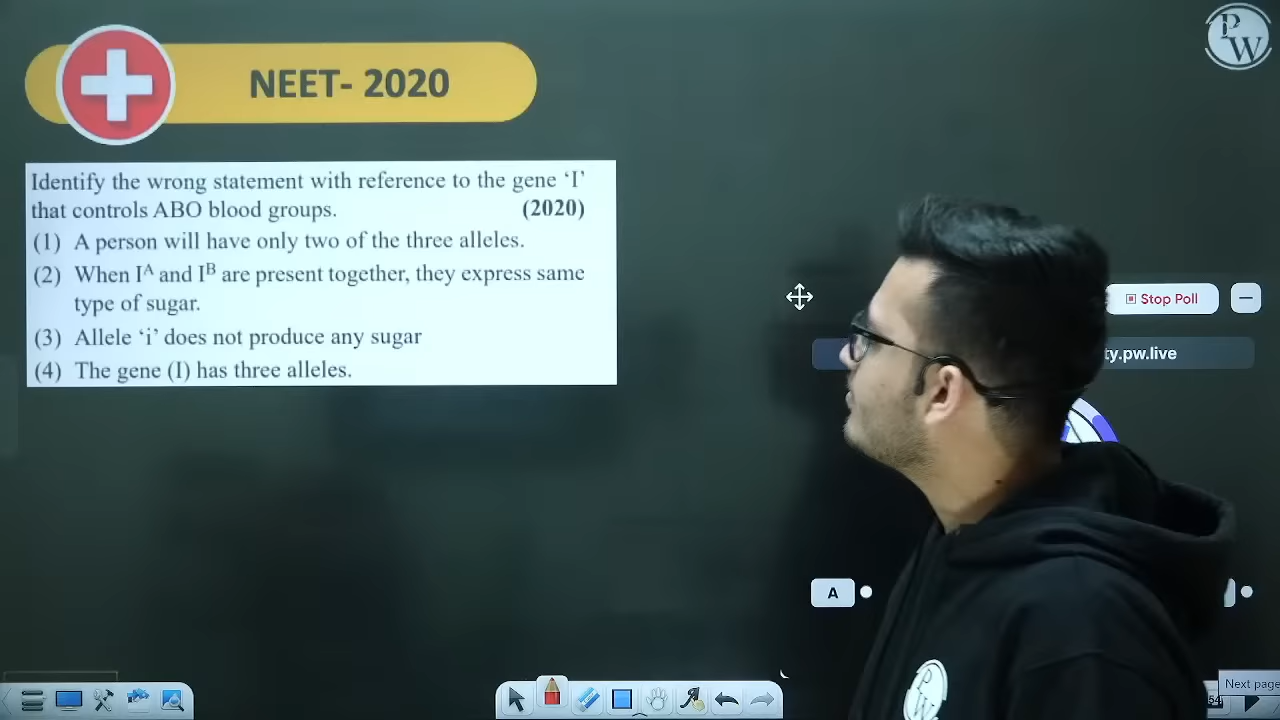 P
W
NEET- 2020
Identify the wrong statement with reference to the gene ‘I’
that controls ABO blood groups. (2020)
(1) A person will have only two of the three alleles.
(2) When Iᴬ and Iᴮ are present together, they express same
type of sugar.
(3) Allele ‘i’ does not produce any sugar
(4) The gene (I) has three alleles.
Stop Poll
ty.pw.live
A
P
W
Next page